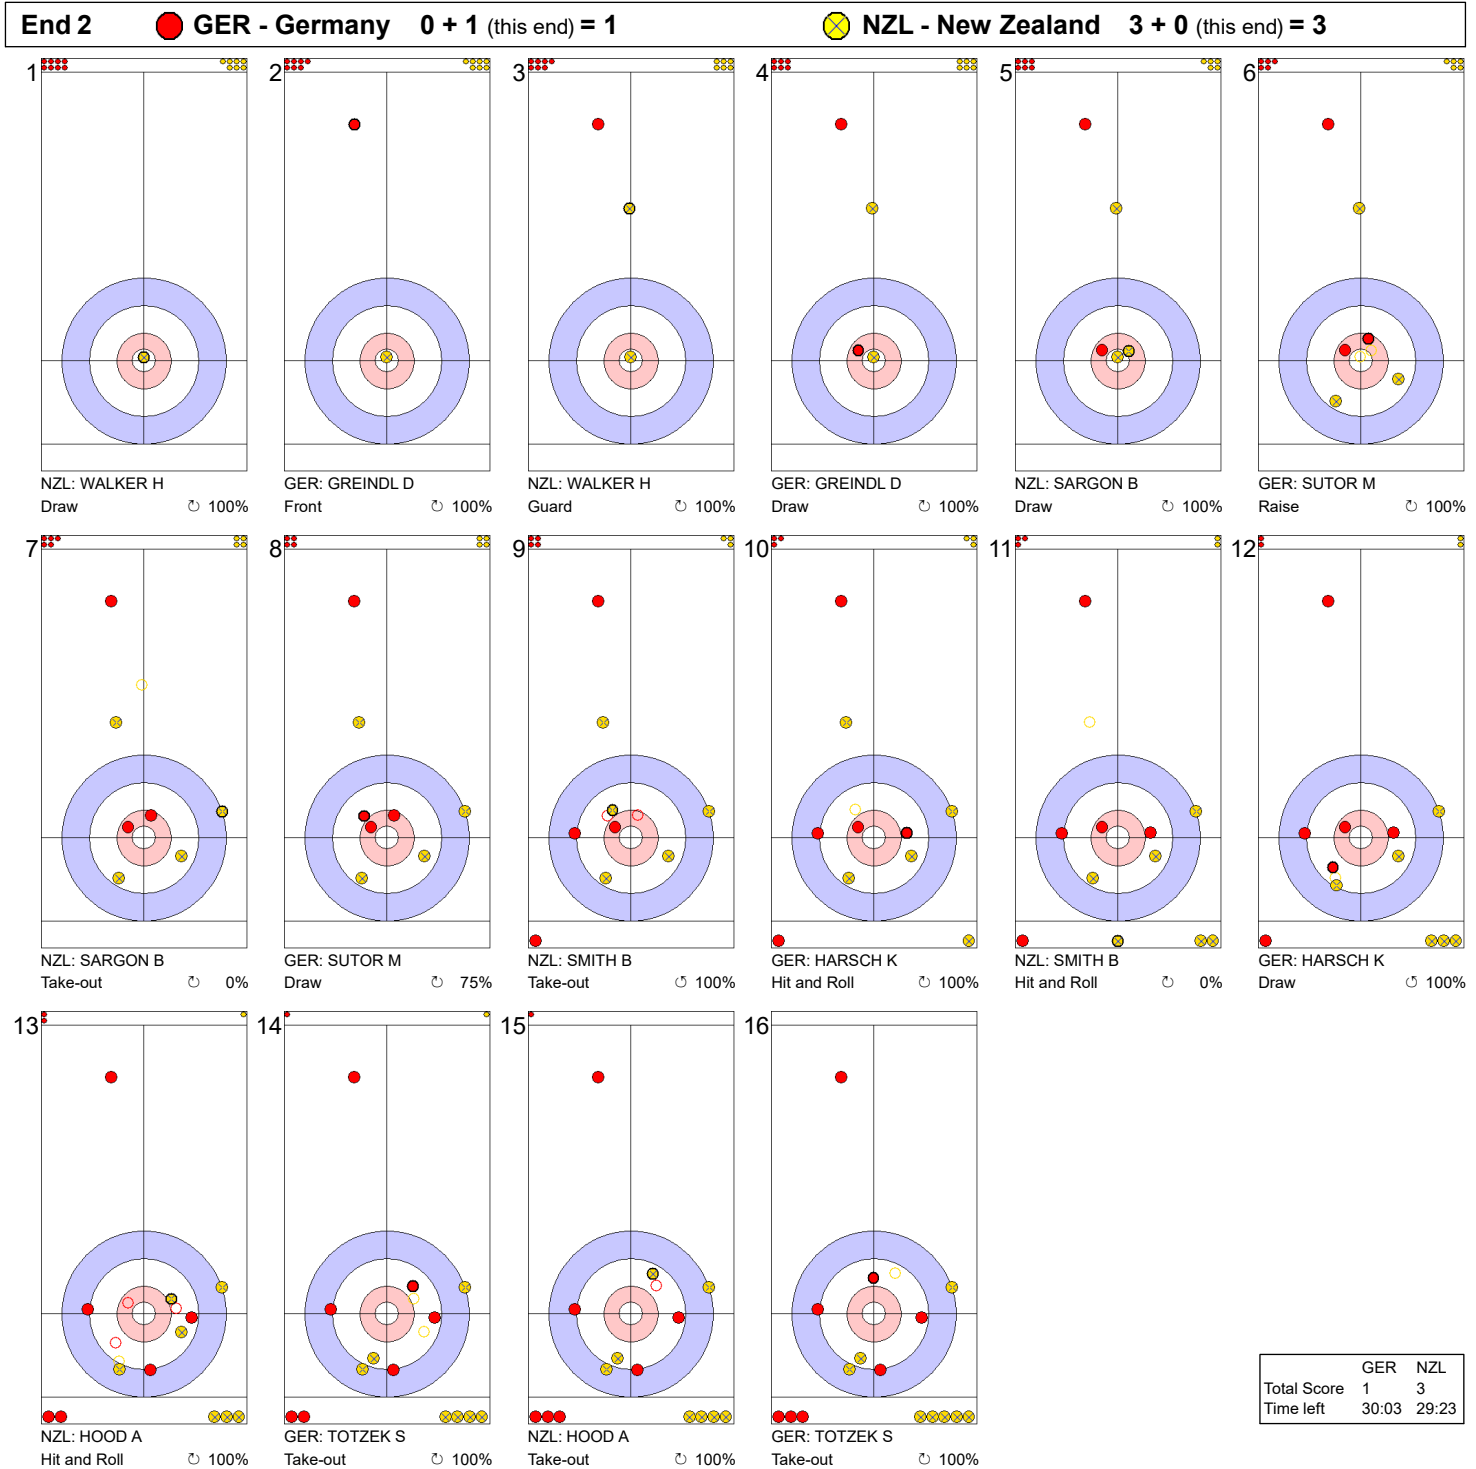 End 2 GER - Germany 0 + 1 (this end) = 1 NZL - New Zealand 3 + 0 (this end) = 3
1 2 3 4 5 6
NZL: WALKER H GER: GREINDL D NZL: WALKER H GER: GREINDL D NZL: SARGON B GER: SUTOR M
Draw ↻ 100% Front ↻ 100% Guard ↻ 100% Draw ↻ 100% Draw ↻ 100% Raise ↻ 100%
7 8 9 10 11 12
NZL: SARGON B GER: SUTOR M NZL: SMITH B GER: HARSCH K NZL: SMITH B GER: HARSCH K
Take-out ↻ 0% Draw ↻ 75% Take-out ↺ 100% Hit and Roll ↻ 100% Hit and Roll ↻ 0% Draw ↻ 100%
13 14 15 16
NZL: HOOD A GER: TOTZEK S NZL: HOOD A GER: TOTZEK S
Hit and Roll ↻ 100% Take-out ↻ 100% Take-out ↻ 100% Take-out ↻ 100%
GER NZL
Total Score 1 3
Time left 30:03 29:23